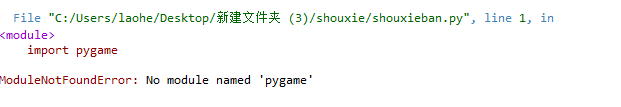 File "C:/Users/laohe/Desktop/新建文件夹 (3)/shouxie/shouxieban.py", line 1, in
<module>
import pygame
ModuleNotFoundError: No module named 'pygame'